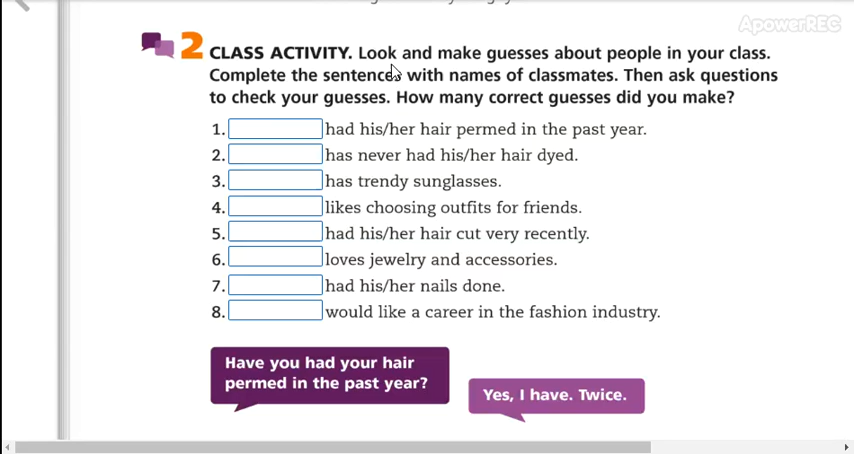 ApowerREC
2 CLASS ACTIVITY. Look and make guesses about people in your class.
Complete the sentences with names of classmates. Then ask questions
to check your guesses. How many correct guesses did you make?
1. had his/her hair permed in the past year.
2. has never had his/her hair dyed.
3. has trendy sunglasses.
4. likes choosing outfits for friends.
5. had his/her hair cut very recently.
6. loves jewelry and accessories.
7. had his/her nails done.
8. would like a career in the fashion industry.
Have you had your hair
permed in the past year?
Yes, I have. Twice.